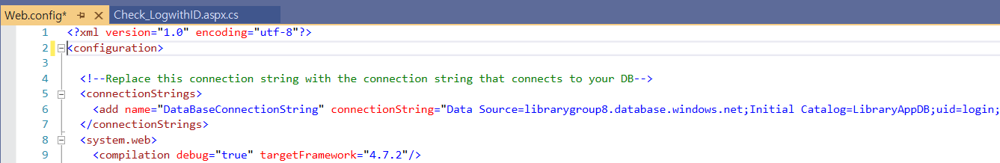 Web.config* Check_LogwithID.aspx.cs
1 <?xml version="1.0" encoding="utf-8"?>
2 <configuration>
3
4 <!--Replace this connection string with the connection string that connects to your DB-->
5 <connectionStrings>
6 <add name="DataBaseConnectionString" connectionString="Data Source=librarygroup8.database.windows.net;Initial Catalog=LibraryAppDB;uid=login;
7 </connectionStrings>
8 <system.web>
9 <compilation debug="true" targetFramework="4.7.2"/>